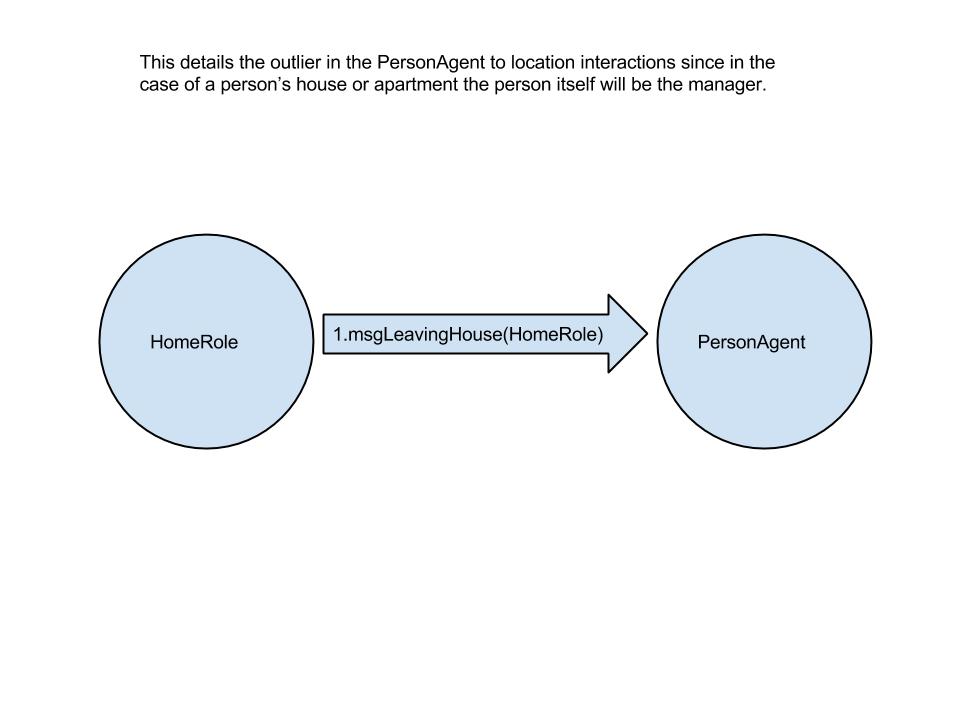 This details the outlier in the PersonAgent to location interactions since in the
case of a person's house or apartment the person itself will be the manager.
HomeRole
1.msgLeavingHouse(HomeRole)
PersonAgent